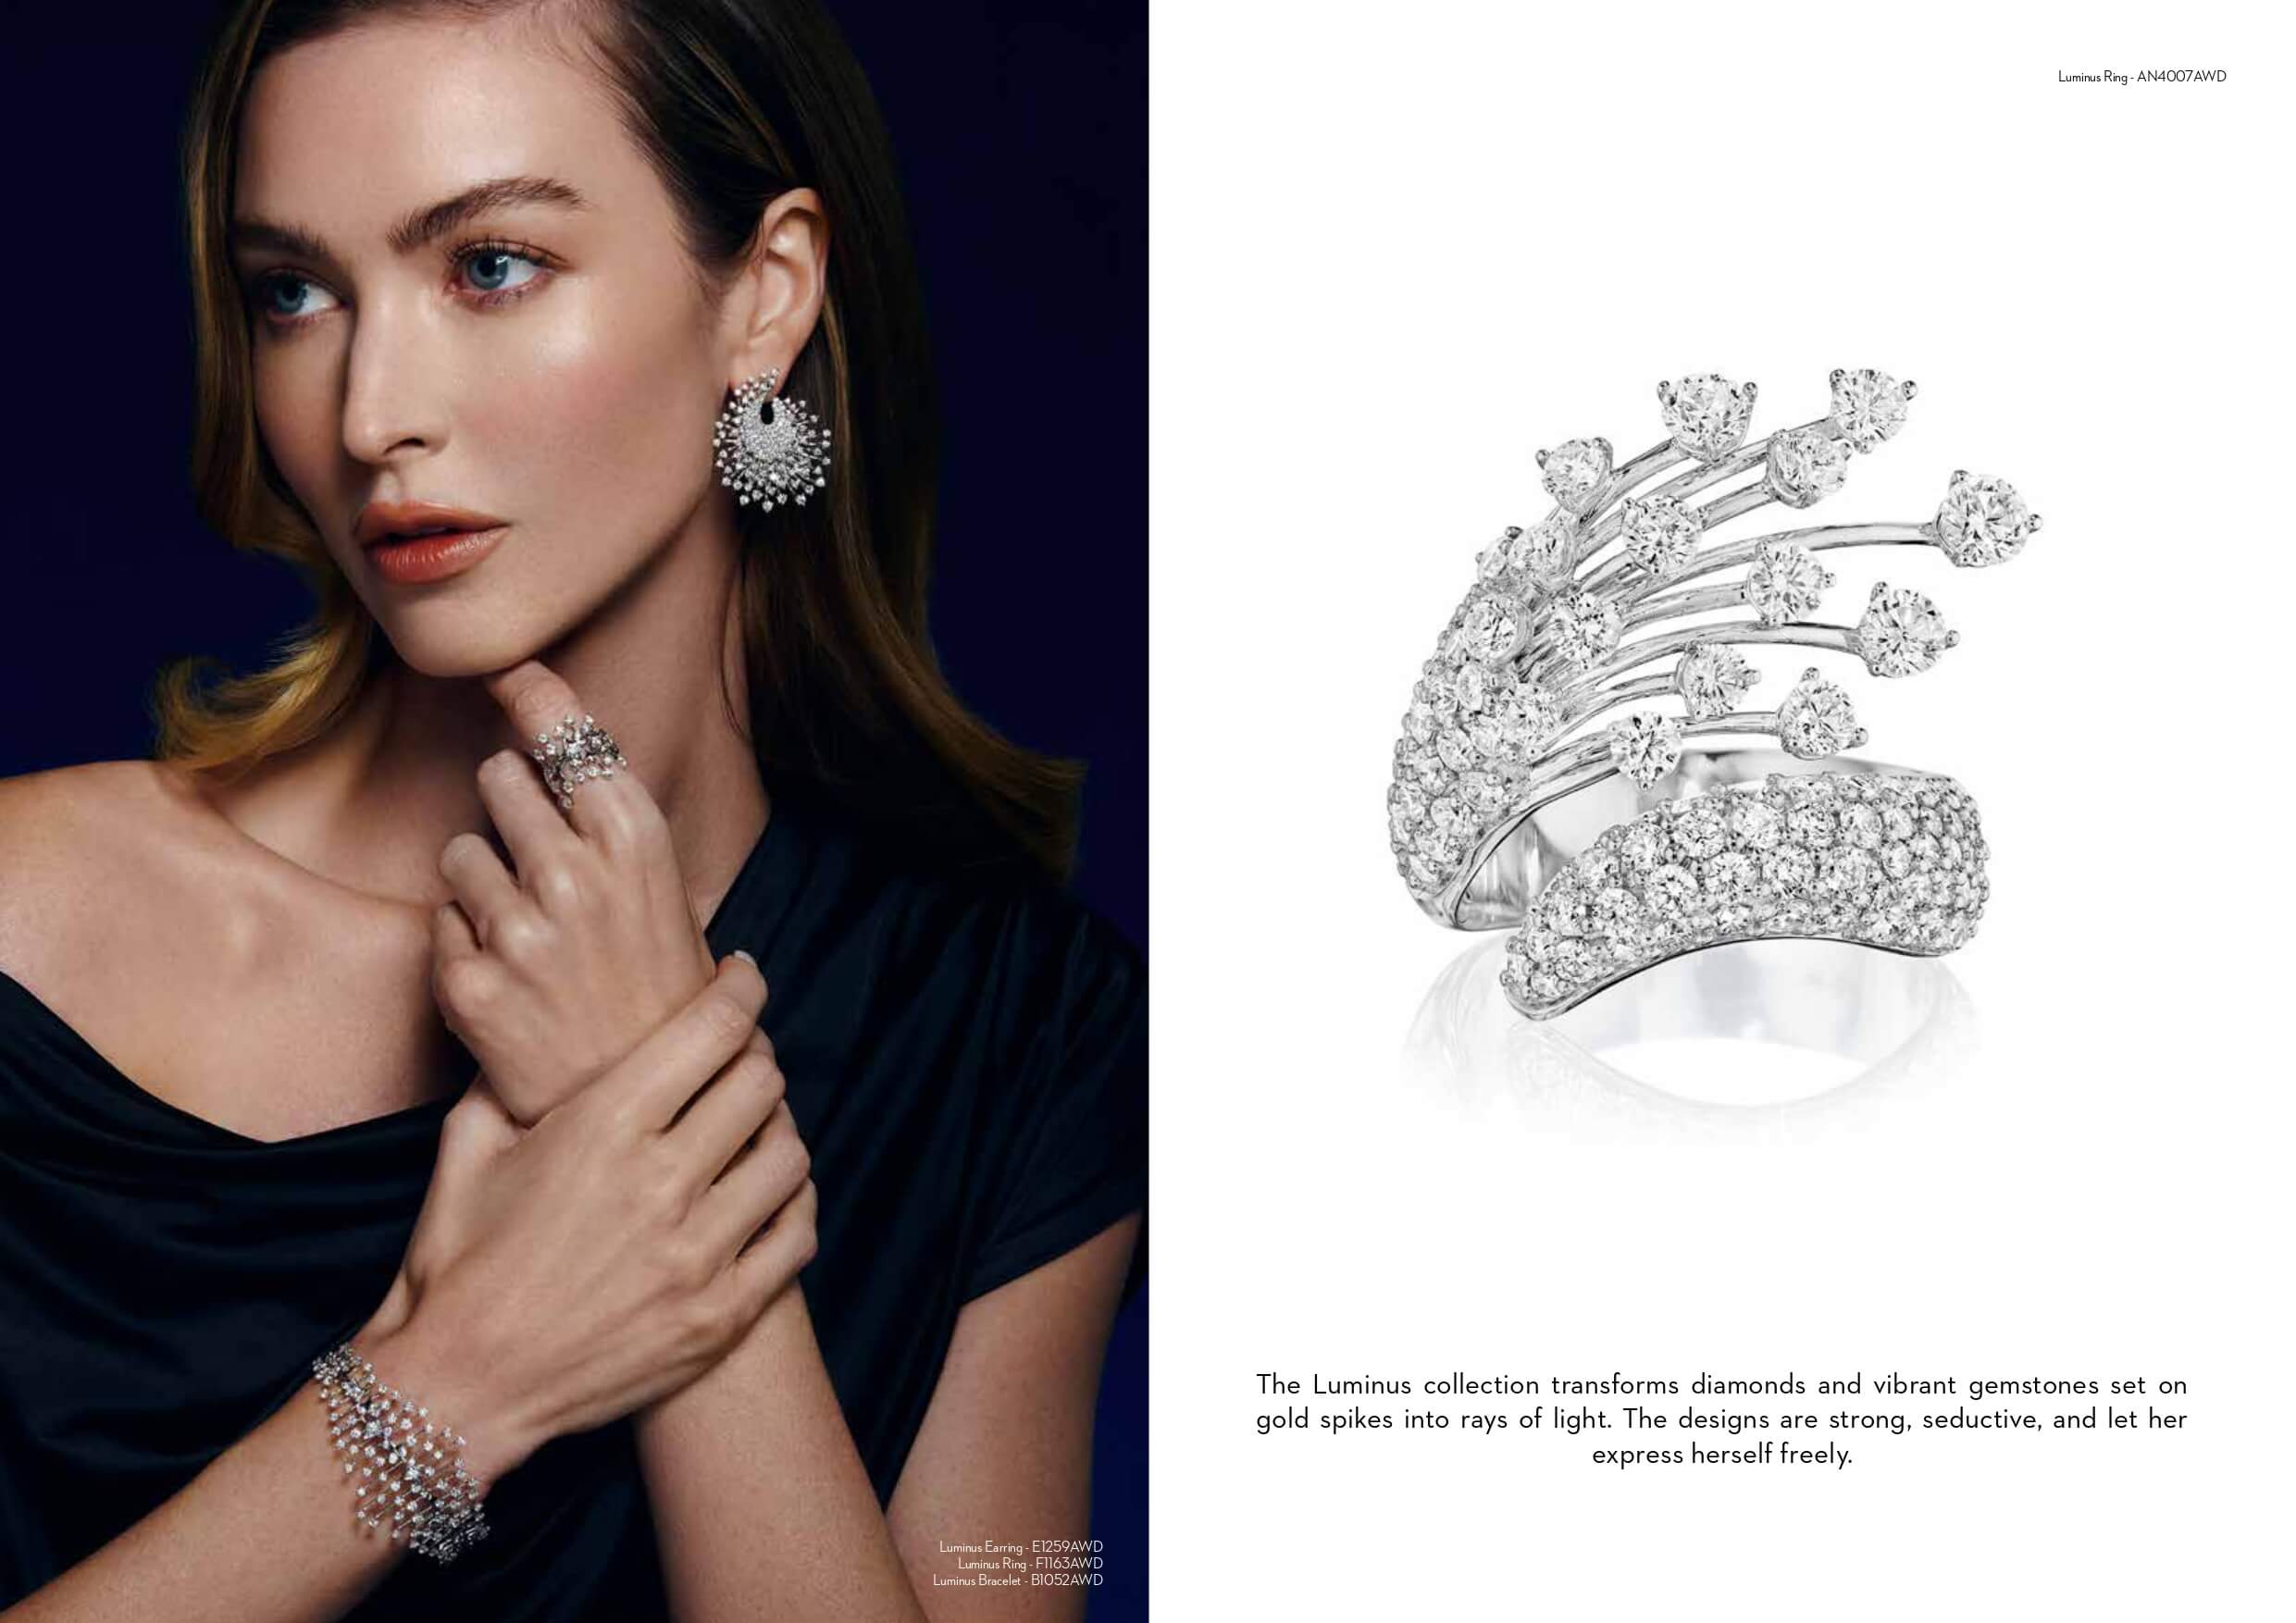 Luminus Ring - AN4007AWD
Luminus Earring - E1259AWD
Luminus Ring - F1163AWD
Luminus Bracelet - B1052AWD
The Luminus collection transforms diamonds and vibrant gemstones set on
gold spikes into rays of light. The designs are strong, seductive, and let her
express herself freely.